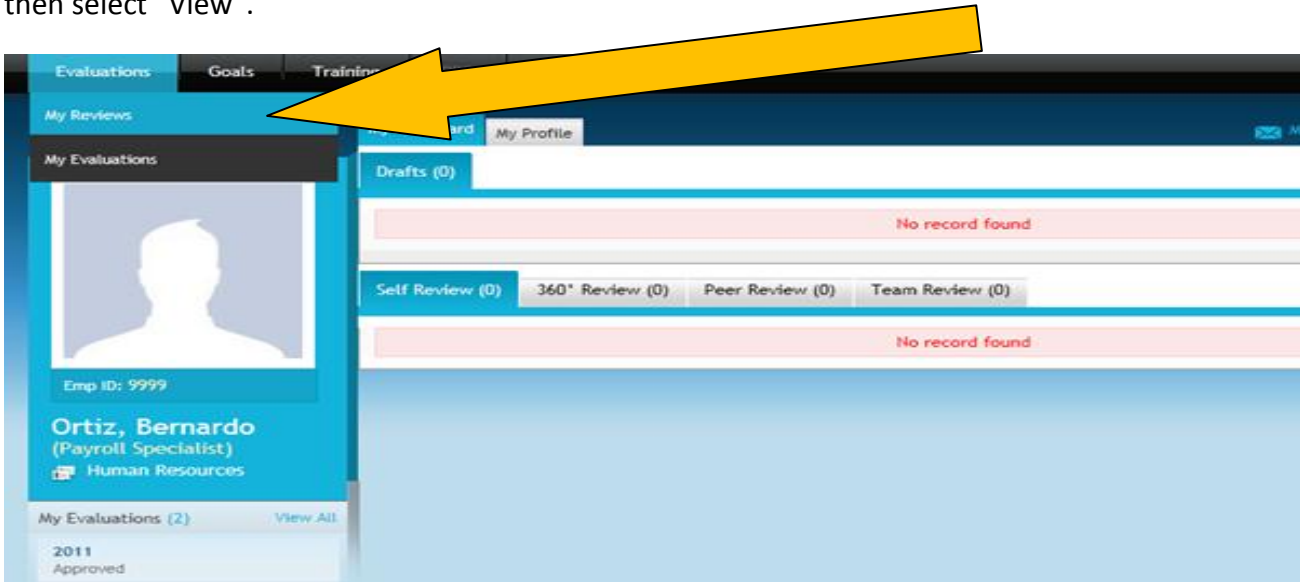 then select "View".
Evaluations Goals Training
My Reviews
My Evaluations
ard My Profile
Drafts (0)
No record found
Self Review (0) 360° Review (0) Peer Review (0) Team Review (0)
No record found
Emp ID: 9999
Ortiz, Bernardo
(Payroll Specialist)
Human Resources
My Evaluations (2) View All
2011
Approved